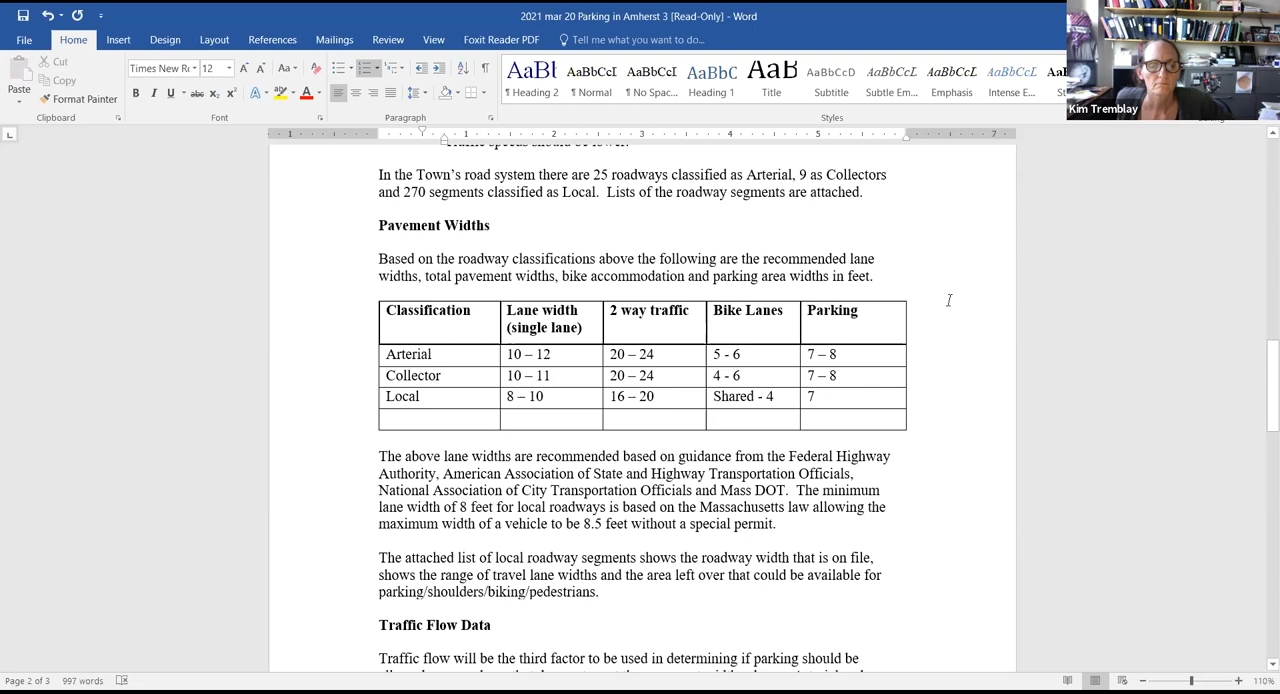 2021 mar 20 Parking in Amherst 3 [Read-Only] - Word
File Home Insert Design Layout References Mailings Review View Foxit Reader PDF Tell me what you want to do...
Cut
Copy
Paste
Format Painter
Clipboard
Times New Ro 12
Font
Paragraph
AaBb AaBbCcI AaBbCcI AaBbC AaB AaBbCcD AaBbCcL AaBbCcL AaBbCcL
¶ Heading 2 ¶ Normal ¶ No Spac... Heading 1 Title Subtitle Subtle Em... Emphasis Intense E...
Styles
Kim Tremblay
1 1 2 3 4 5 7
Traffic speeds should be lower.
In the Town's road system there are 25 roadways classified as Arterial, 9 as Collectors
and 270 segments classified as Local. Lists of the roadway segments are attached.
Pavement Widths
Based on the roadway classifications above the following are the recommended lane
widths, total pavement widths, bike accommodation and parking area widths in feet.
Classification Lane width (single lane) 2 way traffic Bike Lanes Parking
Arterial 10 – 12 20 – 24 5 - 6 7 – 8
Collector 10 – 11 20 – 24 4 - 6 7 – 8
Local 8 – 10 16 – 20 Shared - 4 7
The above lane widths are recommended based on guidance from the Federal Highway
Authority, American Association of State and Highway Transportation Officials,
National Association of City Transportation Officials and Mass DOT. The minimum
lane width of 8 feet for local roadways is based on the Massachusetts law allowing the
maximum width of a vehicle to be 8.5 feet without a special permit.
The attached list of local roadway segments shows the roadway width that is on file,
shows the range of travel lane widths and the area left over that could be available for
parking/shoulders/biking/pedestrians.
Traffic Flow Data
Traffic flow will be the third factor to be used in determining if parking should be
Page 2 of 3 997 words 110%